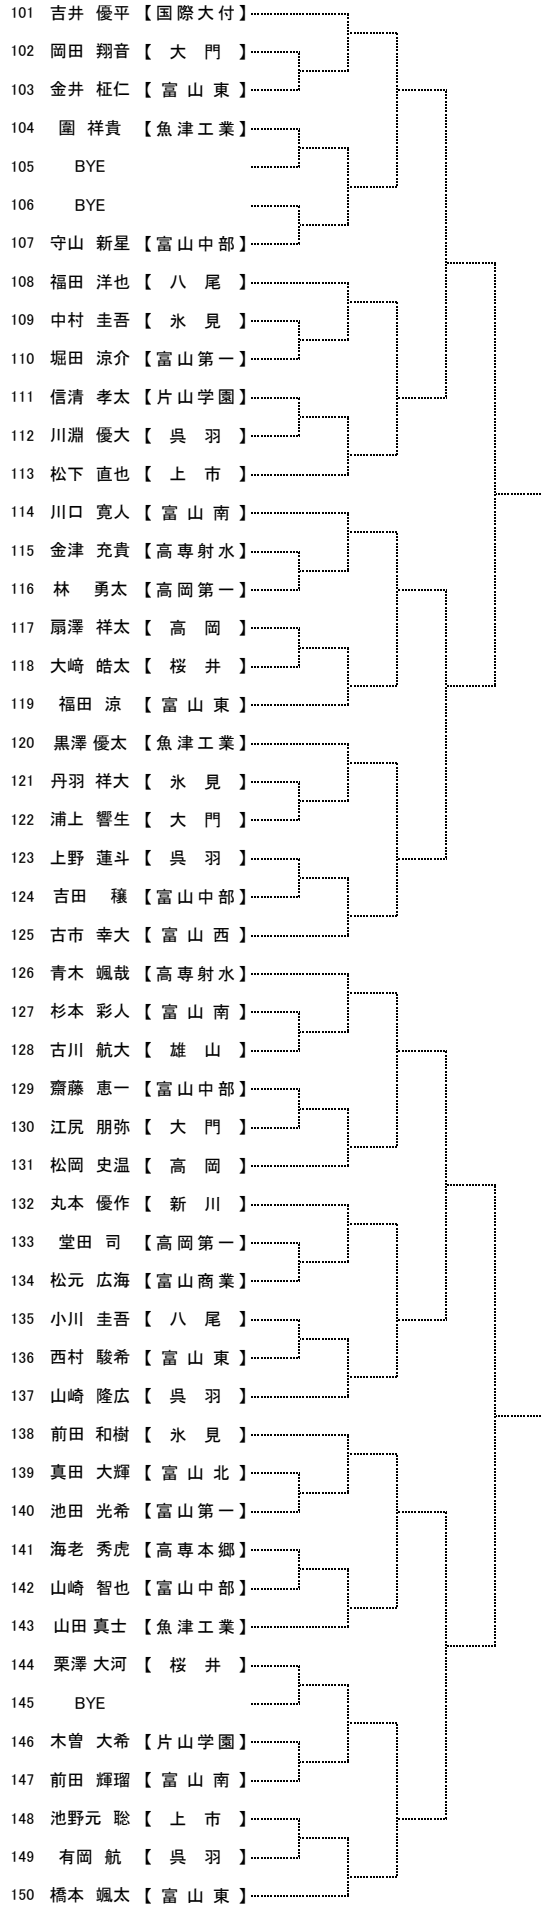 101 吉井 優平 【国際大付】
102 岡田 翔音 【 大 門 】
103 金井 柾仁 【 富 山 東 】
104 圍 祥貴 【魚津工業】
105 BYE
106 BYE
107 守山 新星 【富山中部】
108 福田 洋也 【 八 尾 】
109 中村 圭吾 【 氷 見 】
110 堀田 涼介 【富山第一】
111 信清 孝太 【片山学園】
112 川淵 優大 【 呉 羽 】
113 松下 直也 【 上 市 】
114 川口 寛人 【 富 山 南 】
115 金津 充貴 【高専射水】
116 林 勇太 【高岡第一】
117 扇澤 祥太 【 高 岡 】
118 大﨑 皓太 【 桜 井 】
119 福田 涼 【 富 山 東 】
120 黒澤 優太 【魚津工業】
121 丹羽 祥大 【 氷 見 】
122 浦上 響生 【 大 門 】
123 上野 蓮斗 【 呉 羽 】
124 吉田 穣 【富山中部】
125 古市 幸大 【 富 山 西 】
126 青木 颯哉 【高専射水】
127 杉本 彩人 【 富 山 南 】
128 古川 航大 【 雄 山 】
129 齋藤 恵一 【富山中部】
130 江尻 朋弥 【 大 門 】
131 松岡 史温 【 高 岡 】
132 丸本 優作 【 新 川 】
133 堂田 司 【高岡第一】
134 松元 広海 【富山商業】
135 小川 圭吾 【 八 尾 】
136 西村 駿希 【 富 山 東 】
137 山崎 隆広 【 呉 羽 】
138 前田 和樹 【 氷 見 】
139 真田 大輝 【 富 山 北 】
140 池田 光希 【富山第一】
141 海老 秀虎 【高専本郷】
142 山崎 智也 【富山中部】
143 山田 真士 【魚津工業】
144 栗澤 大河 【 桜 井 】
145 BYE
146 木曽 大希 【片山学園】
147 前田 輝瑠 【 富 山 南 】
148 池野元 聡 【 上 市 】
149 有岡 航 【 呉 羽 】
150 橋本 颯太 【 富 山 東 】